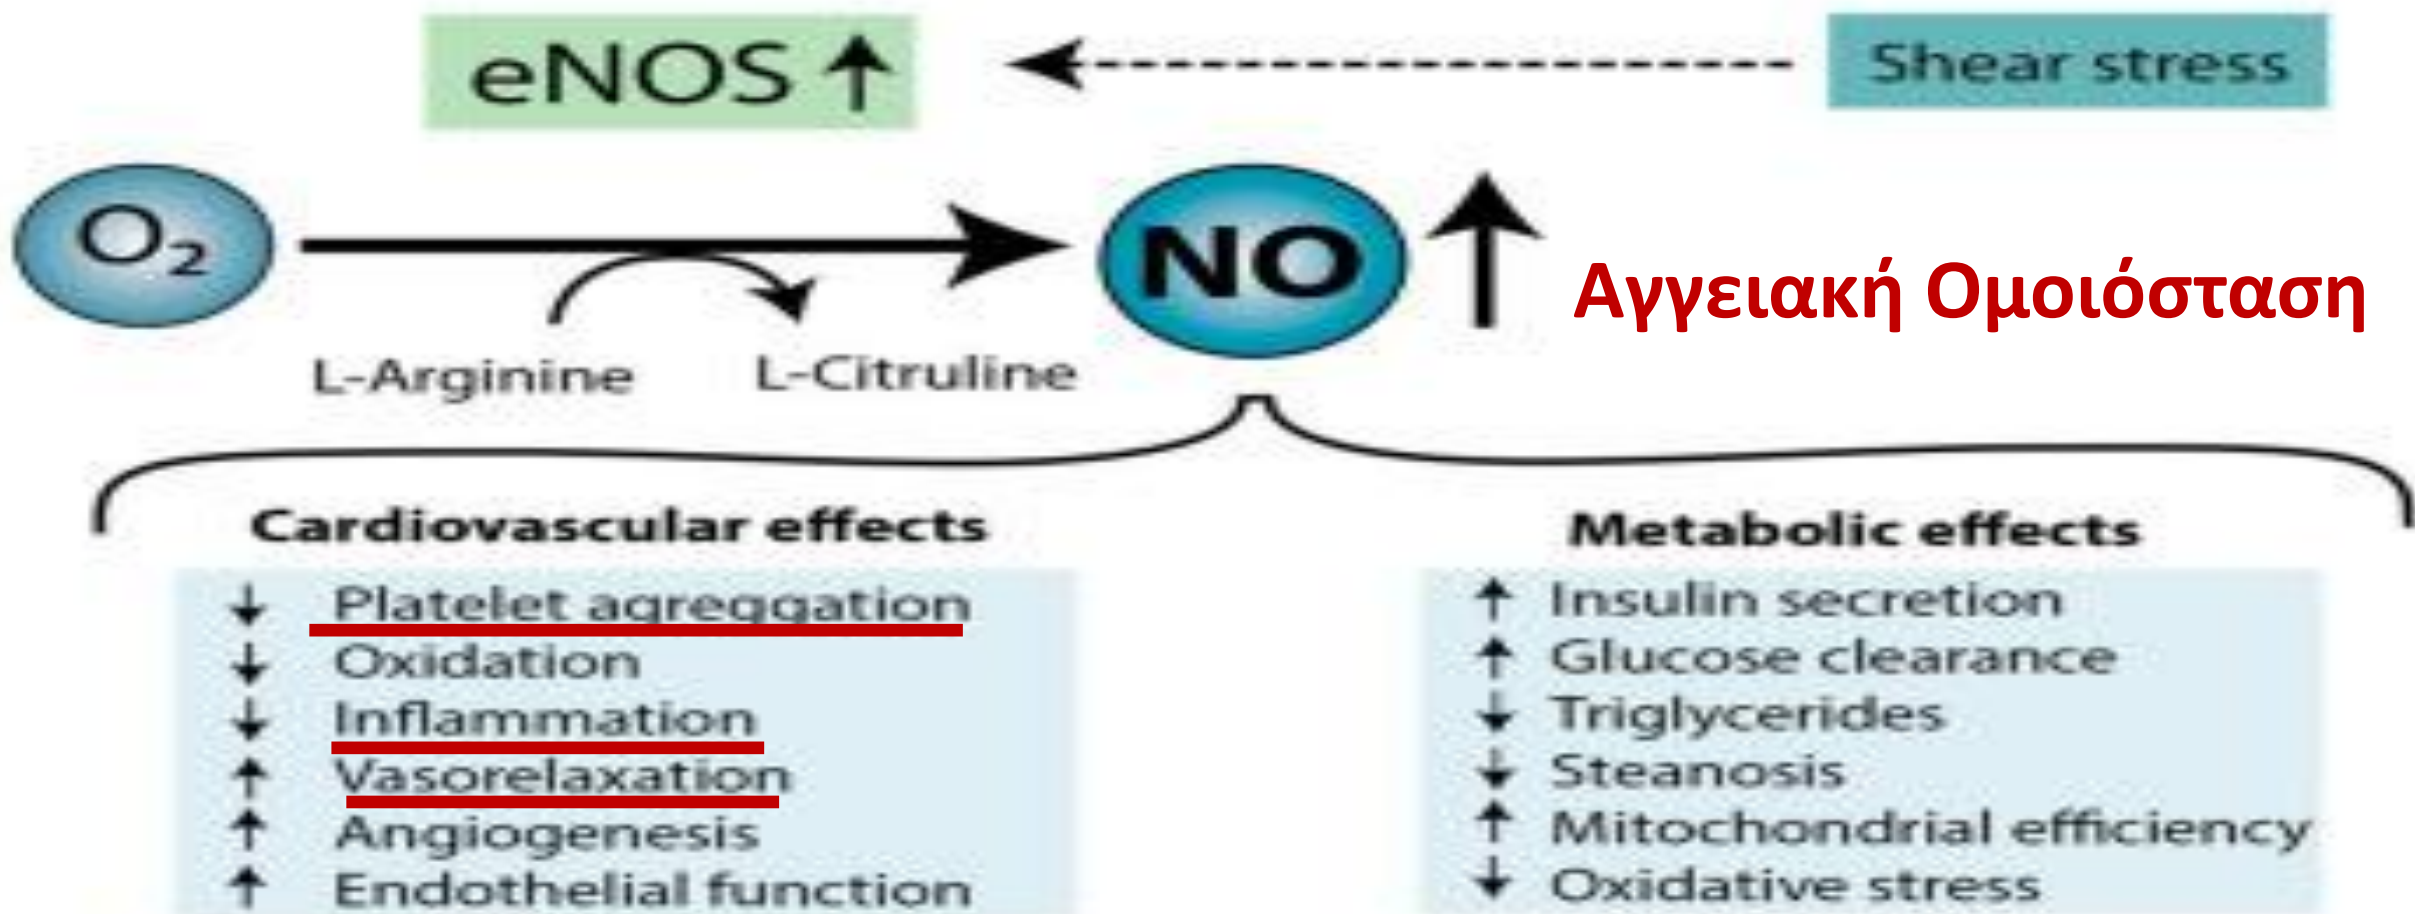 eNOS ↑
Shear stress
O₂
NO
Αγγειακή Ομοιόσταση
L-Arginine
L-Citruline
Cardiovascular effects
↓ Platelet agreggation
↓ Oxidation
↓ Inflammation
↑ Vasorelaxation
↑ Angiogenesis
↑ Endothelial function
Metabolic effects
↑ Insulin secretion
↑ Glucose clearance
↓ Triglycerides
↓ Steanosis
↑ Mitochondrial efficiency
↓ Oxidative stress